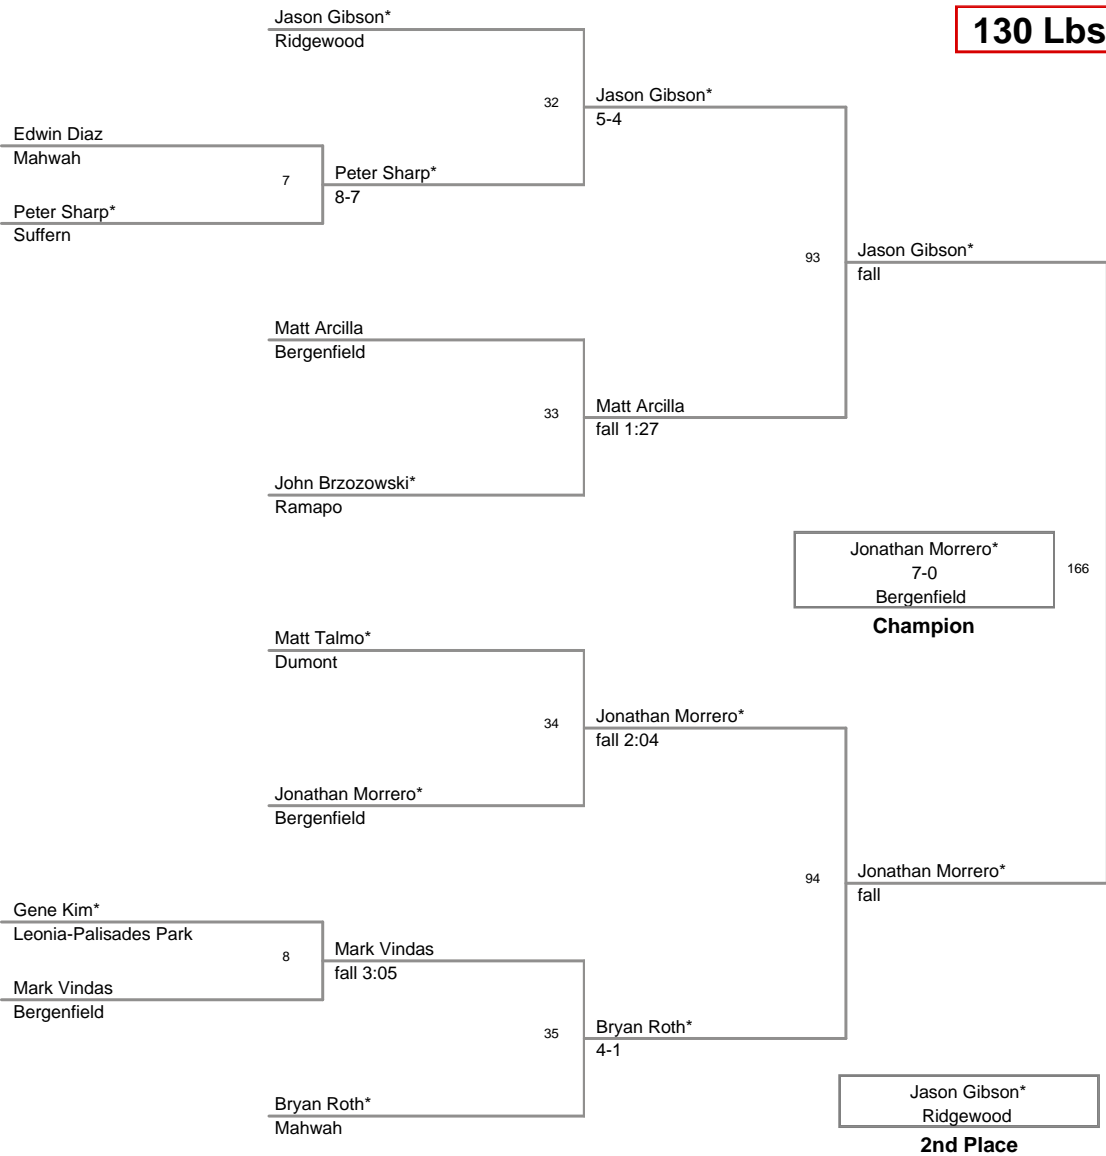 130 Lbs
Jason Gibson*
Ridgewood
32
Jason Gibson*
5-4
Edwin Diaz
Mahwah
7
Peter Sharp*
8-7
Peter Sharp*
Suffern
93
Jason Gibson*
fall
Matt Arcilla
Bergenfield
33
Matt Arcilla
fall 1:27
John Brzozowski*
Ramapo
Jonathan Morrero*
7-0
Bergenfield
166
Champion
Matt Talmo*
Dumont
34
Jonathan Morrero*
fall 2:04
Jonathan Morrero*
Bergenfield
94
Jonathan Morrero*
fall
Gene Kim*
Leonia-Palisades Park
8
Mark Vindas
fall 3:05
Mark Vindas
Bergenfield
35
Bryan Roth*
4-1
Bryan Roth*
Mahwah
Jason Gibson*
Ridgewood
2nd Place